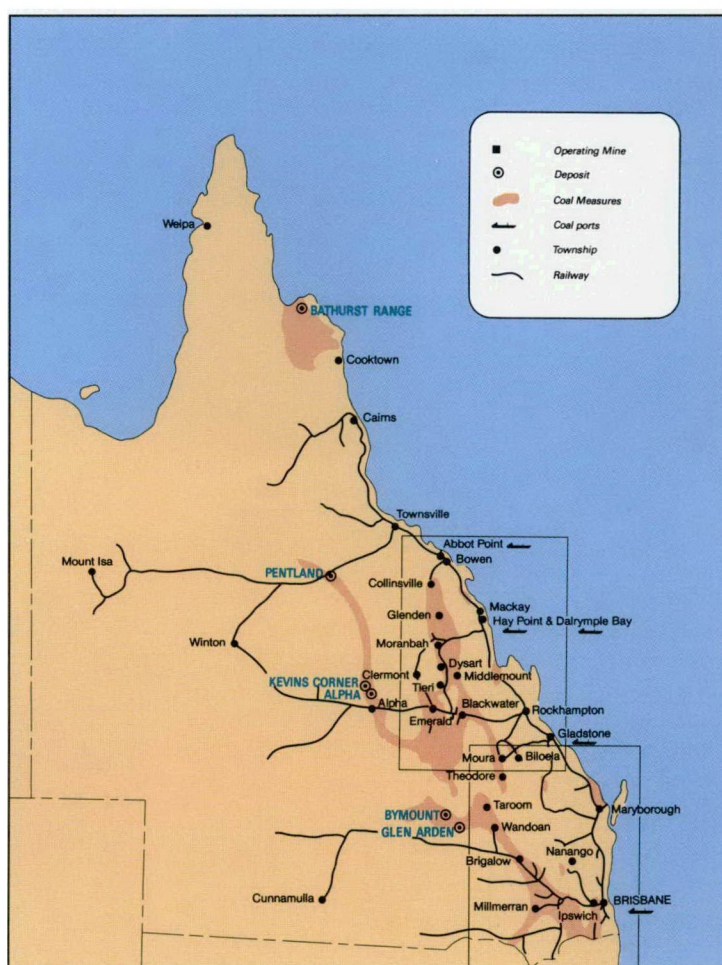 Operating Mine
Deposit
Coal Measures
Coal ports
Township
Railway
Weipa
BATHURST RANGE
Cooktown
Cairns
Townsville
Abbot Point
Bowen
Mount Isa
PENTLAND
Collinsville
Mackay
Glenden
Hay Point & Dalrymple Bay
Winton
Moranbah
Dysart
Clermont
Middlemount
KEVINS CORNER
Tieri
ALPHA
Alpha
Blackwater
Rockhampton
Emerald
Gladstone
Moura
Biloela
Theodore
Taroom
Maryborough
BYMOUNT
GLEN ARDEN
Wandoan
Nanango
Brigalow
Cunnamulla
Millmerran
Ipswich
BRISBANE